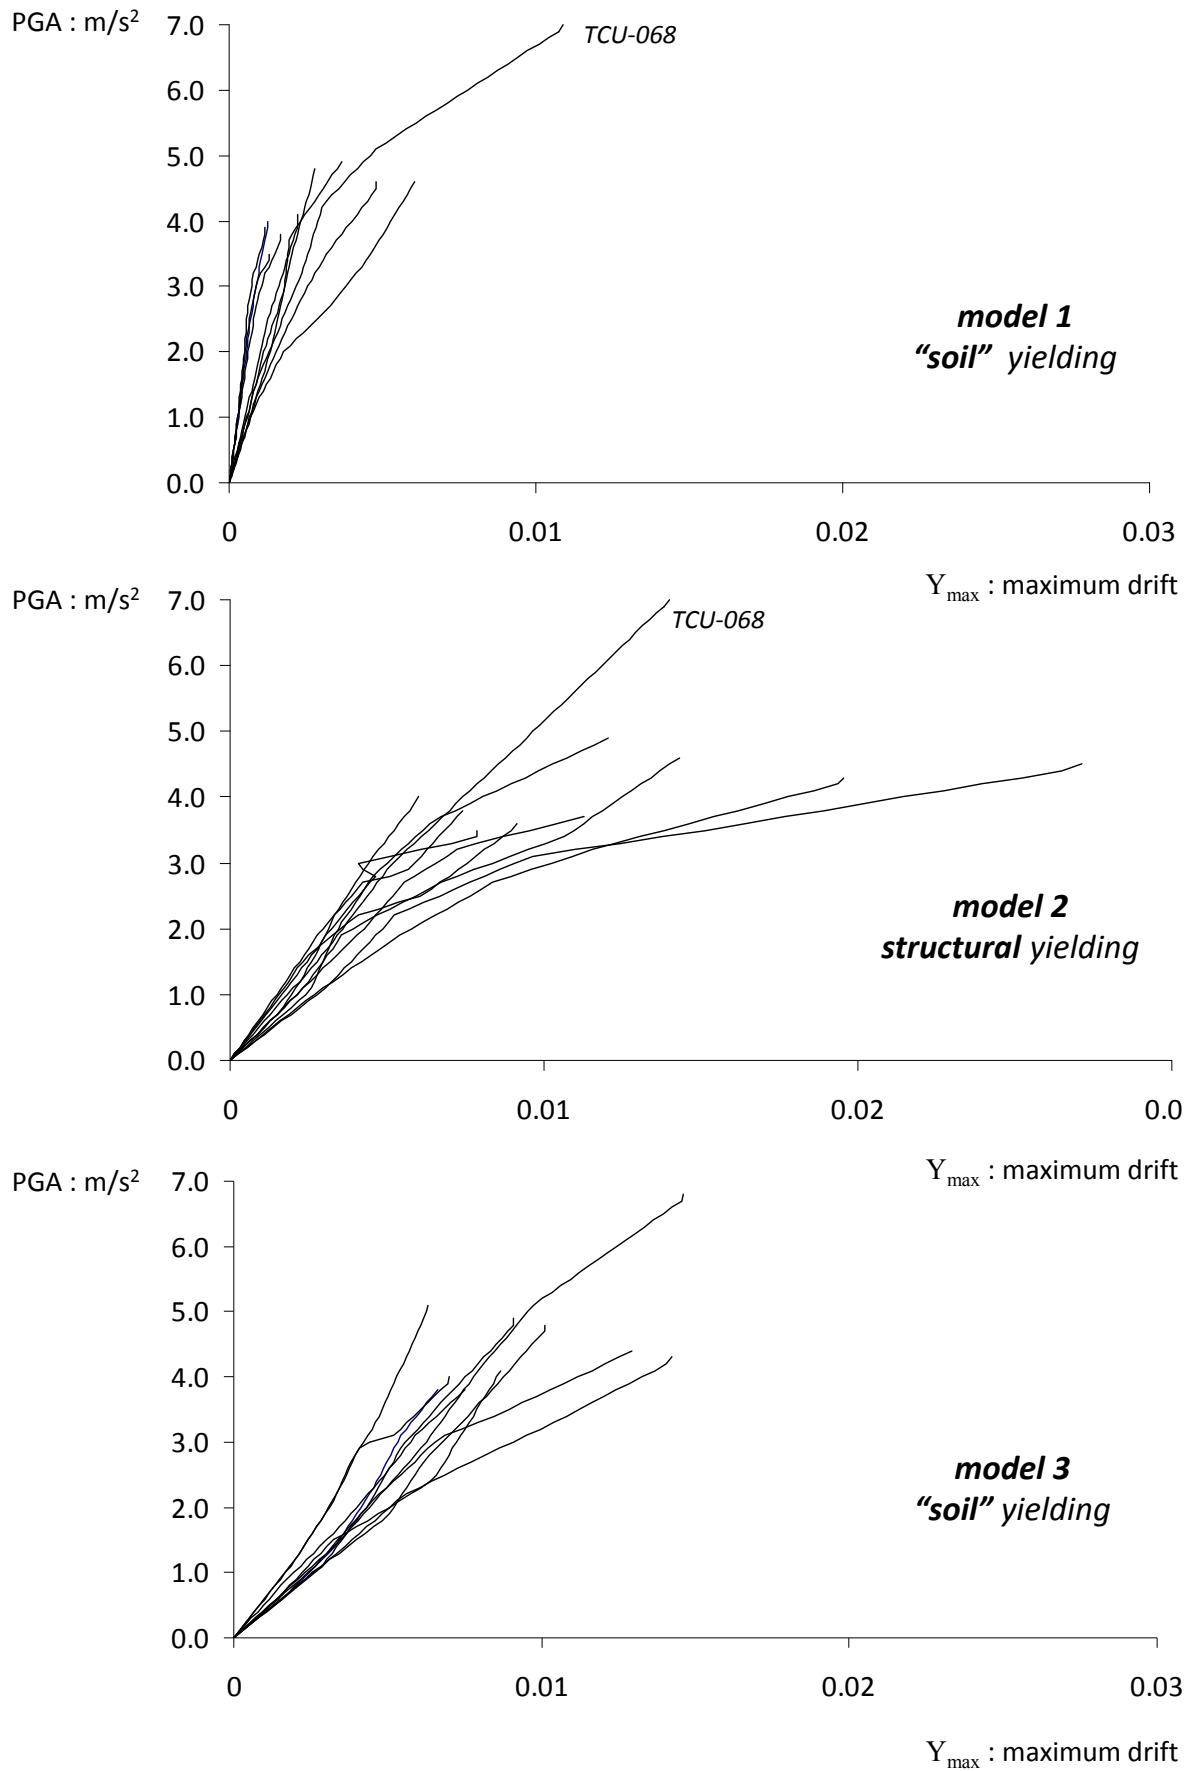 PGA : m/s²
7.0
TCU-068
6.0
5.0
4.0
3.0
model 1
“soil” yielding
2.0
1.0
0.0
0 0.01 0.02 0.03
Υmax : maximum drift
PGA : m/s²
7.0
TCU-068
6.0
5.0
4.0
3.0
model 2
structural yielding
2.0
1.0
0.0
0 0.01 0.02 0.0
Υmax : maximum drift
PGA : m/s²
7.0
6.0
5.0
4.0
3.0
model 3
“soil” yielding
2.0
1.0
0.0
0 0.01 0.02 0.03
Υmax : maximum drift